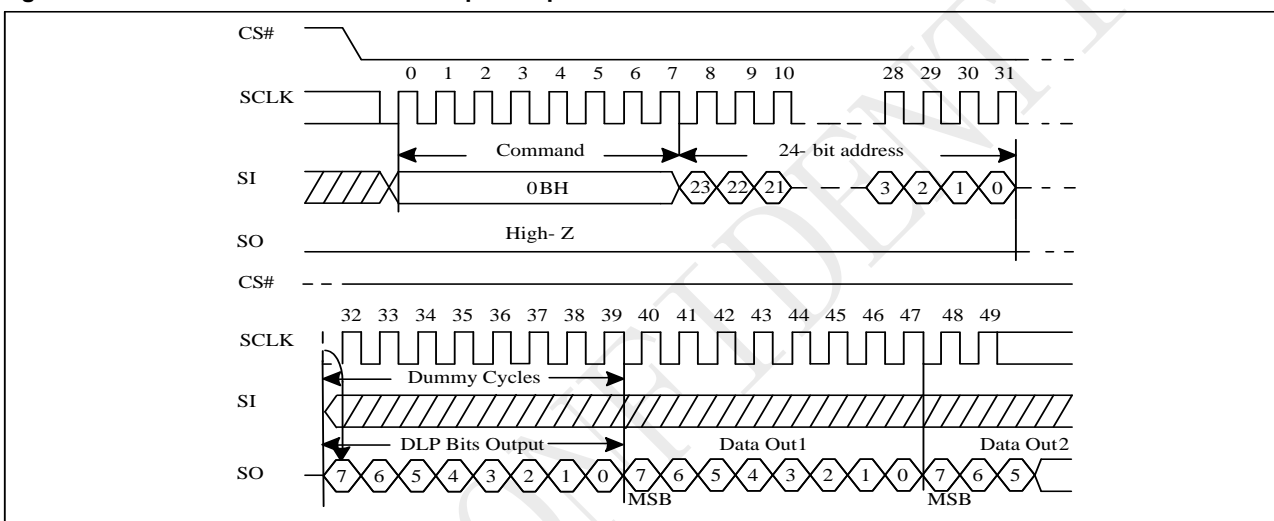 CS#
0 1 2 3 4 5 6 7 8 9 10 28 29 30 31
SCLK
Command 24- bit address
SI 0BH 23 22 21 3 2 1 0
SO High- Z
CS#
32 33 34 35 36 37 38 39 40 41 42 43 44 45 46 47 48 49
SCLK
Dummy Cycles
SI
DLP Bits Output Data Out1 Data Out2
SO 7 6 5 4 3 2 1 0 7 6 5 4 3 2 1 0 7 6 5
MSB MSB